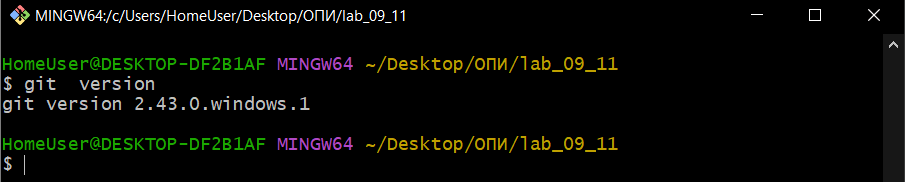 MINGW64:/c/Users/HomeUser/Desktop/ОПИ/lab_09_11
HomeUser@DESKTOP-DF2B1AF MINGW64 ~/Desktop/ОПИ/lab_09_11
$ git  version
git version 2.43.0.windows.1
HomeUser@DESKTOP-DF2B1AF MINGW64 ~/Desktop/ОПИ/lab_09_11
$